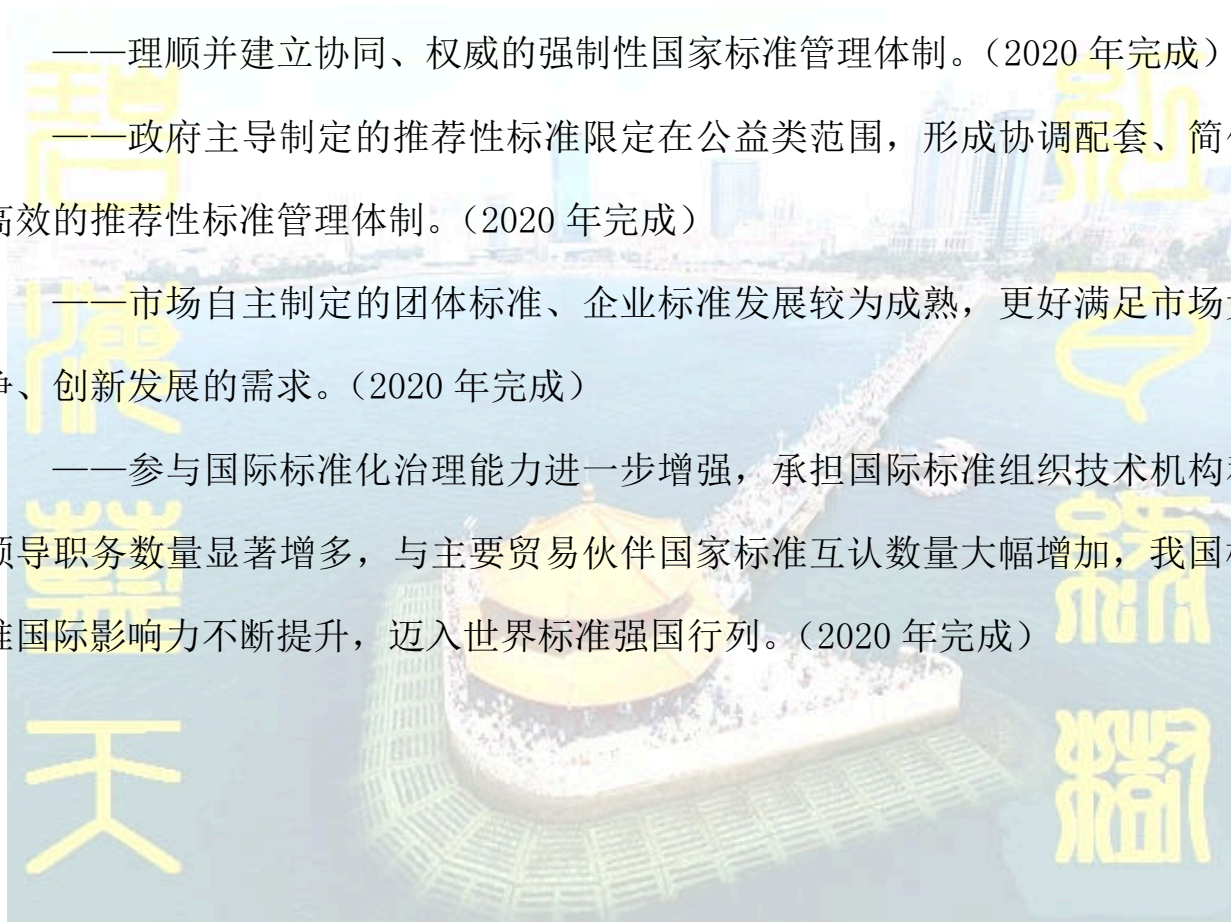 ——理顺并建立协同、权威的强制性国家标准管理体制。（2020 年完成）
——政府主导制定的推荐性标准限定在公益类范围，形成协调配套、简
高效的推荐性标准管理体制。（2020 年完成）
——市场自主制定的团体标准、企业标准发展较为成熟，更好满足市场
争、创新发展的需求。（2020 年完成）
——参与国际标准化治理能力进一步增强，承担国际标准组织技术机构
领导职务数量显著增多，与主要贸易伙伴国家标准互认数量大幅增加，我国
准国际影响力不断提升，迈入世界标准强国行列。（2020 年完成）
紅瓦綠樹
碧海藍天